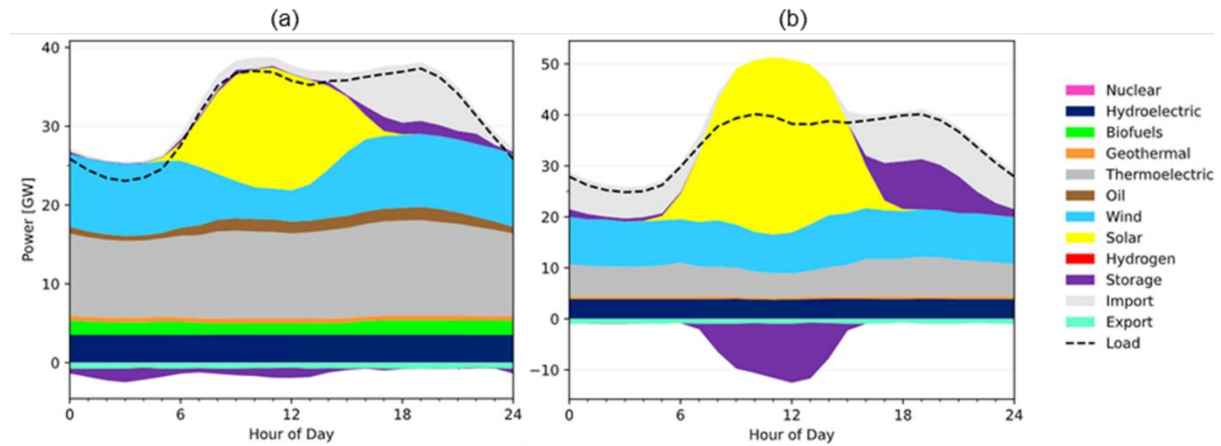 (a)
(b)
Power [GW]
40
30
20
10
0
0
6
12
18
24
Hour of Day
50
40
30
20
10
0
−10
0
6
12
18
24
Hour of Day
Nuclear
Hydroelectric
Biofuels
Geothermal
Thermoelectric
Oil
Wind
Solar
Hydrogen
Storage
Import
Export
Load